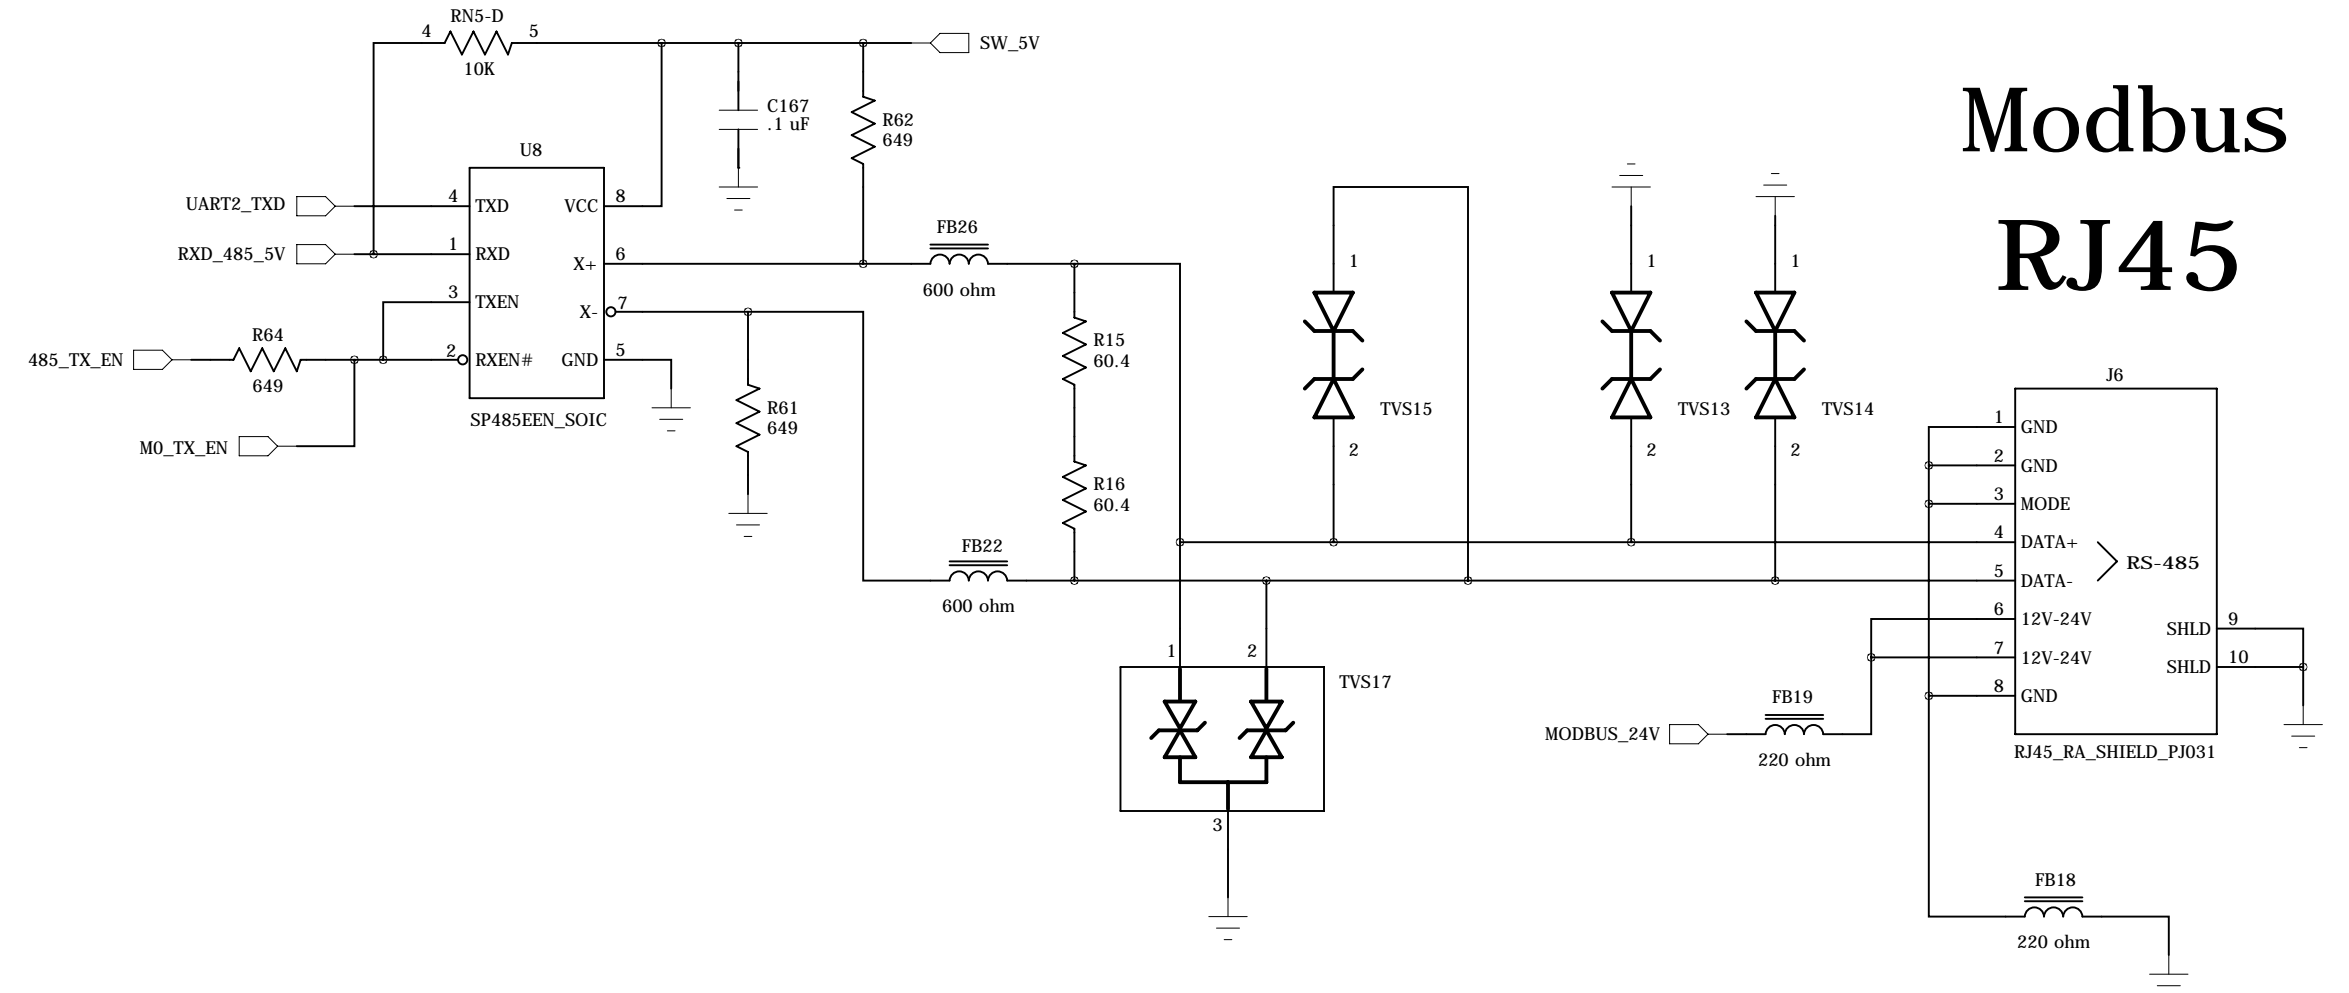 RN5-D
4
5
10K
SW_5V
C167
.1 uF
R62
649
Modbus
RJ45
U8
UART2_TXD
4
TXD
VCC
8
RXD_485_5V
1
RXD
X+
6
3
TXEN
X-
7
485_TX_EN
R64
649
2
RXEN#
GND
5
SP485EEN_SOIC
M0_TX_EN
R61
649
FB26
600 ohm
R15
60.4
R16
60.4
FB22
600 ohm
1
TVS15
2
1
TVS13
2
1
TVS14
2
1
2
TVS17
3
J6
1
GND
2
GND
3
MODE
4
DATA+
5
DATA-
RS-485
6
12V-24V
7
12V-24V
8
GND
SHLD
9
SHLD
10
RJ45_RA_SHIELD_PJ031
MODBUS_24V
FB19
220 ohm
FB18
220 ohm